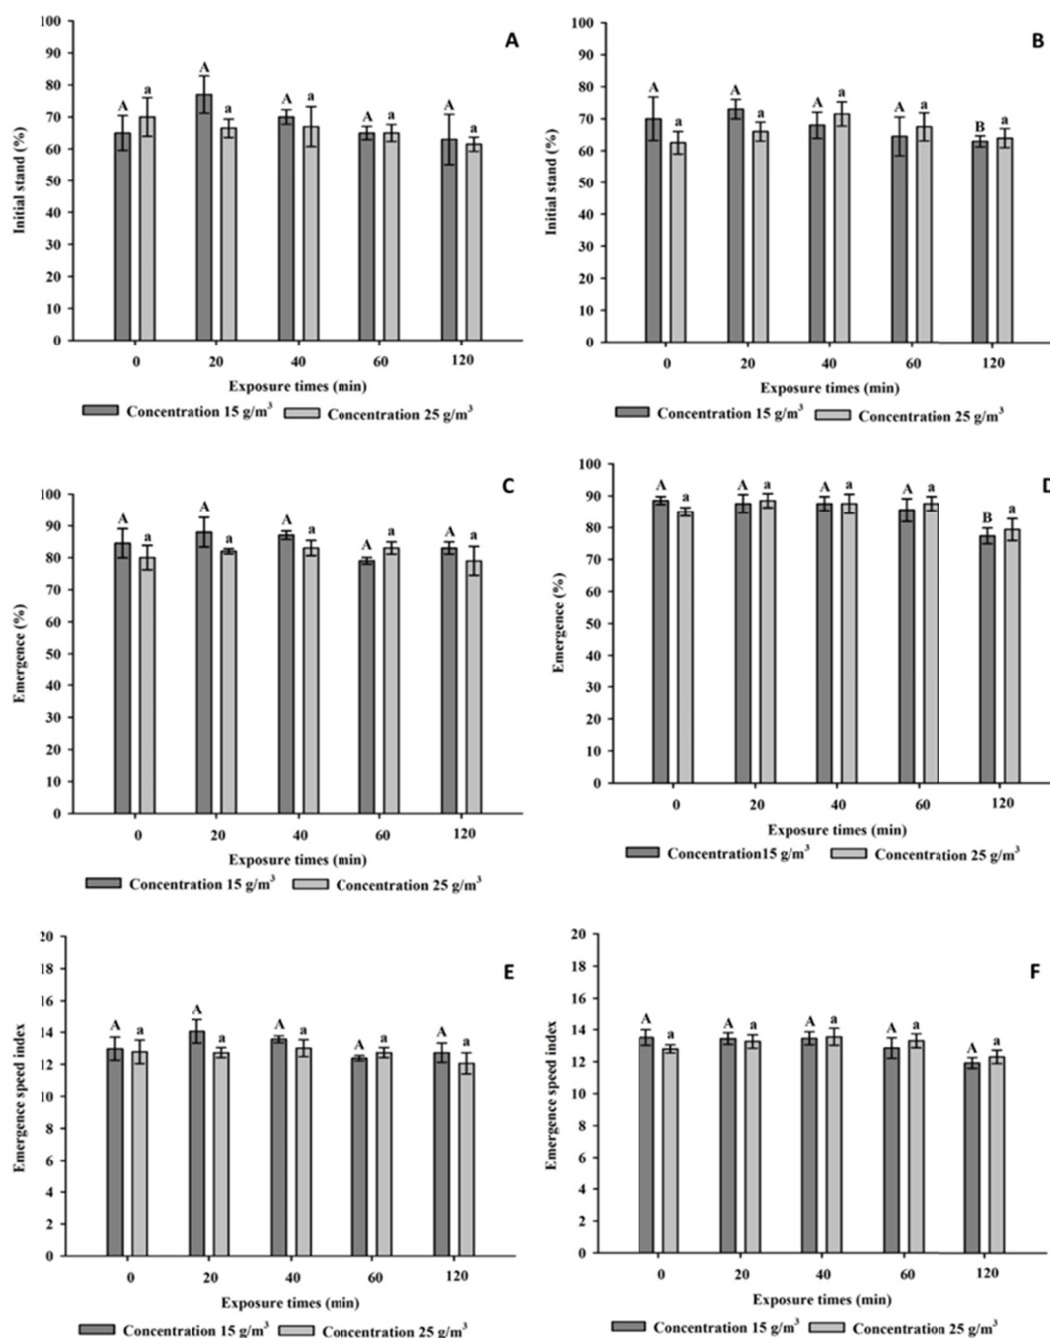 A
Initial stand (%)
100
90
80
70
60
50
40
30
20
10
0
A a A a A a A a A a
0 20 40 60 120
Exposure times (min)
Concentration 15 g/m³ Concentration 25 g/m³
B
Initial stand (%)
100
90
80
70
60
50
40
30
20
10
0
A a A a A a A a B a
0 20 40 60 120
Exposure times (min)
Concentration 15 g/m³ Concentration 25 g/m³
C
Emergence (%)
100
90
80
70
60
50
40
30
20
10
0
A a A a A a A a A a
0 20 40 60 120
Exposure times (min)
Concentration 15 g/m³ Concentration 25 g/m³
D
Emergence (%)
100
90
80
70
60
50
40
30
20
10
0
A a A a A a A a B a
0 20 40 60 120
Exposure times (min)
Concentration15 g/m³ Concentration 25 g/m³
E
Emergence speed index
20
18
16
14
12
10
8
6
4
2
0
A a A a A a A a A a
0 20 40 60 120
Exposure times (min)
Concentration 15 g/m³ Concentration 25 g/m³
F
Emergence speed index
20
18
16
14
12
10
8
6
4
2
0
A a A a A a A a A a
0 20 40 60 120
Exposure times (min)
Concentration 15 g/m³ Concentration 25 g/m³